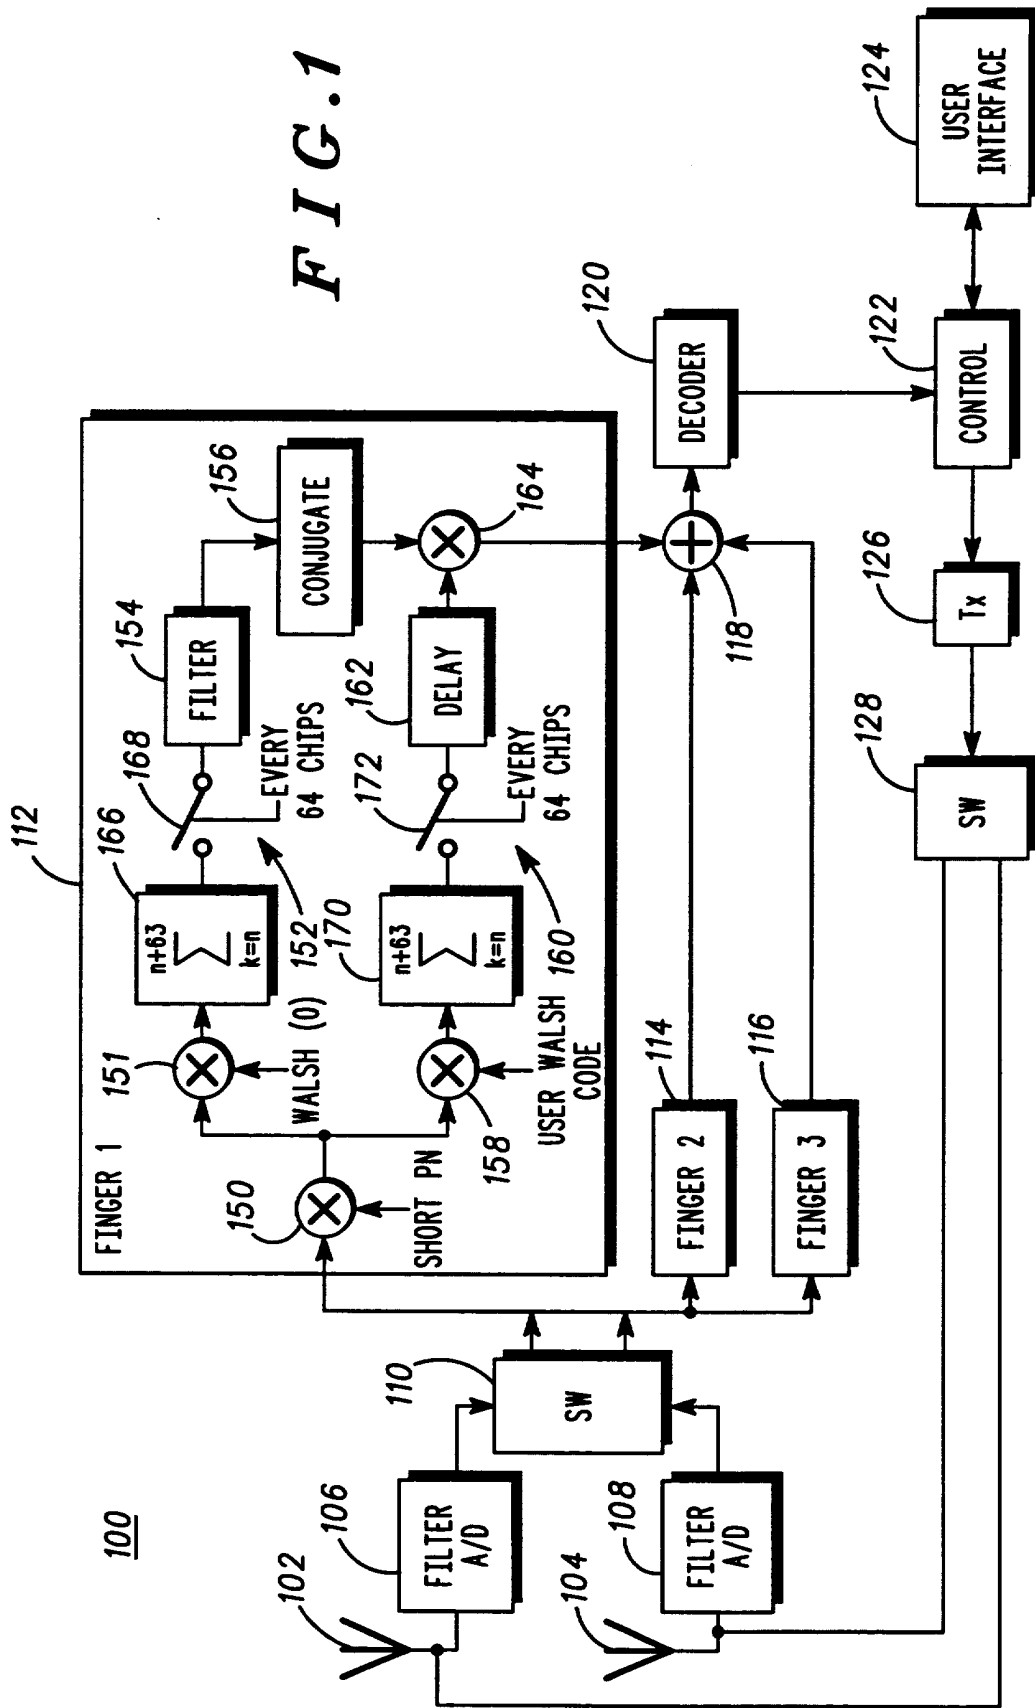 FIG.1
100
102
104
106
FILTER
A/D
108
FILTER
A/D
110
SW
112
FINGER 1
150
SHORT PN
151
WALSH (0)
166
n+63
∑
k=n
152
168
EVERY
64 CHIPS
154
FILTER
156
CONJUGATE
158
USER WALSH
CODE
170
n+63
∑
k=n
160
172
EVERY
64 CHIPS
162
DELAY
164
114
FINGER 2
116
FINGER 3
118
120
DECODER
122
CONTROL
124
USER
INTERFACE
126
Tx
128
SW